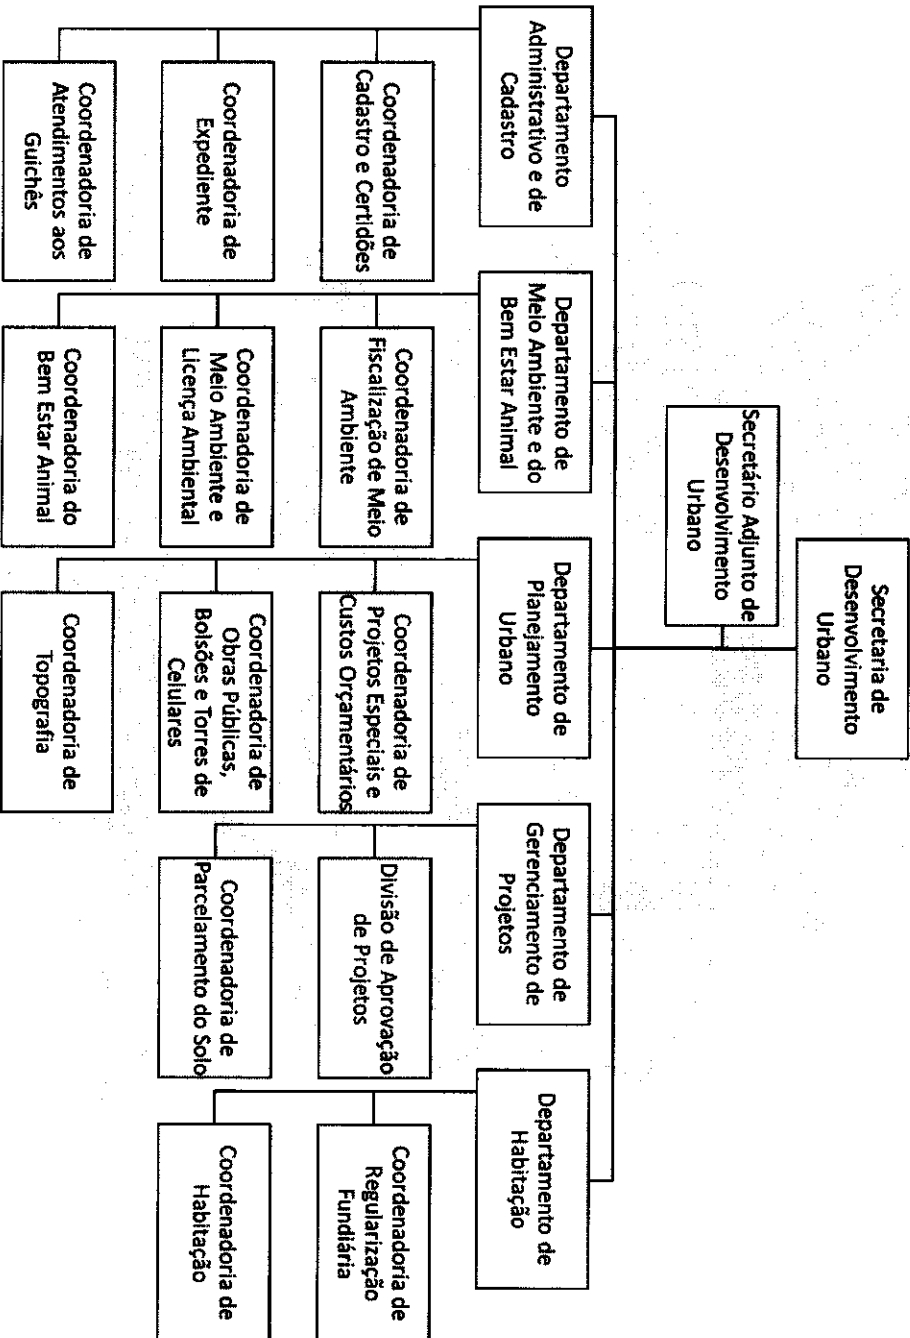 Secretaria de
Desenvolvimento
Urbano
Secretário Adjunto de
Desenvolvimento
Urbano
Departamento
Administrativo e de
Cadastro
Departamento de
Meio Ambiente e do
Bem Estar Animal
Departamento de
Planejamento
Urbano
Departamento de
Gerenciamento de
Projetos
Departamento de
Habitação
Coordenadoria de
Cadastro e Certidões
Coordenadoria de
Fiscalização de Meio
Ambiente
Coordenadoria de
Projetos Especiais e
Custos Orçamentários
Divisão de Aprovação
de Projetos
Coordenadoria de
Regularização
Fundiária
Coordenadoria de
Expediente
Coordenadoria de
Meio Ambiente e
Licença Ambiental
Coordenadoria de
Obras Públicas,
Bolsões e Torres de
Celulares
Coordenadoria de
Parcelamento do Solo
Coordenadoria de
Habitação
Coordenadoria de
Atendimentos aos
Guichês
Coordenadoria do
Bem Estar Animal
Coordenadoria de
Topografia